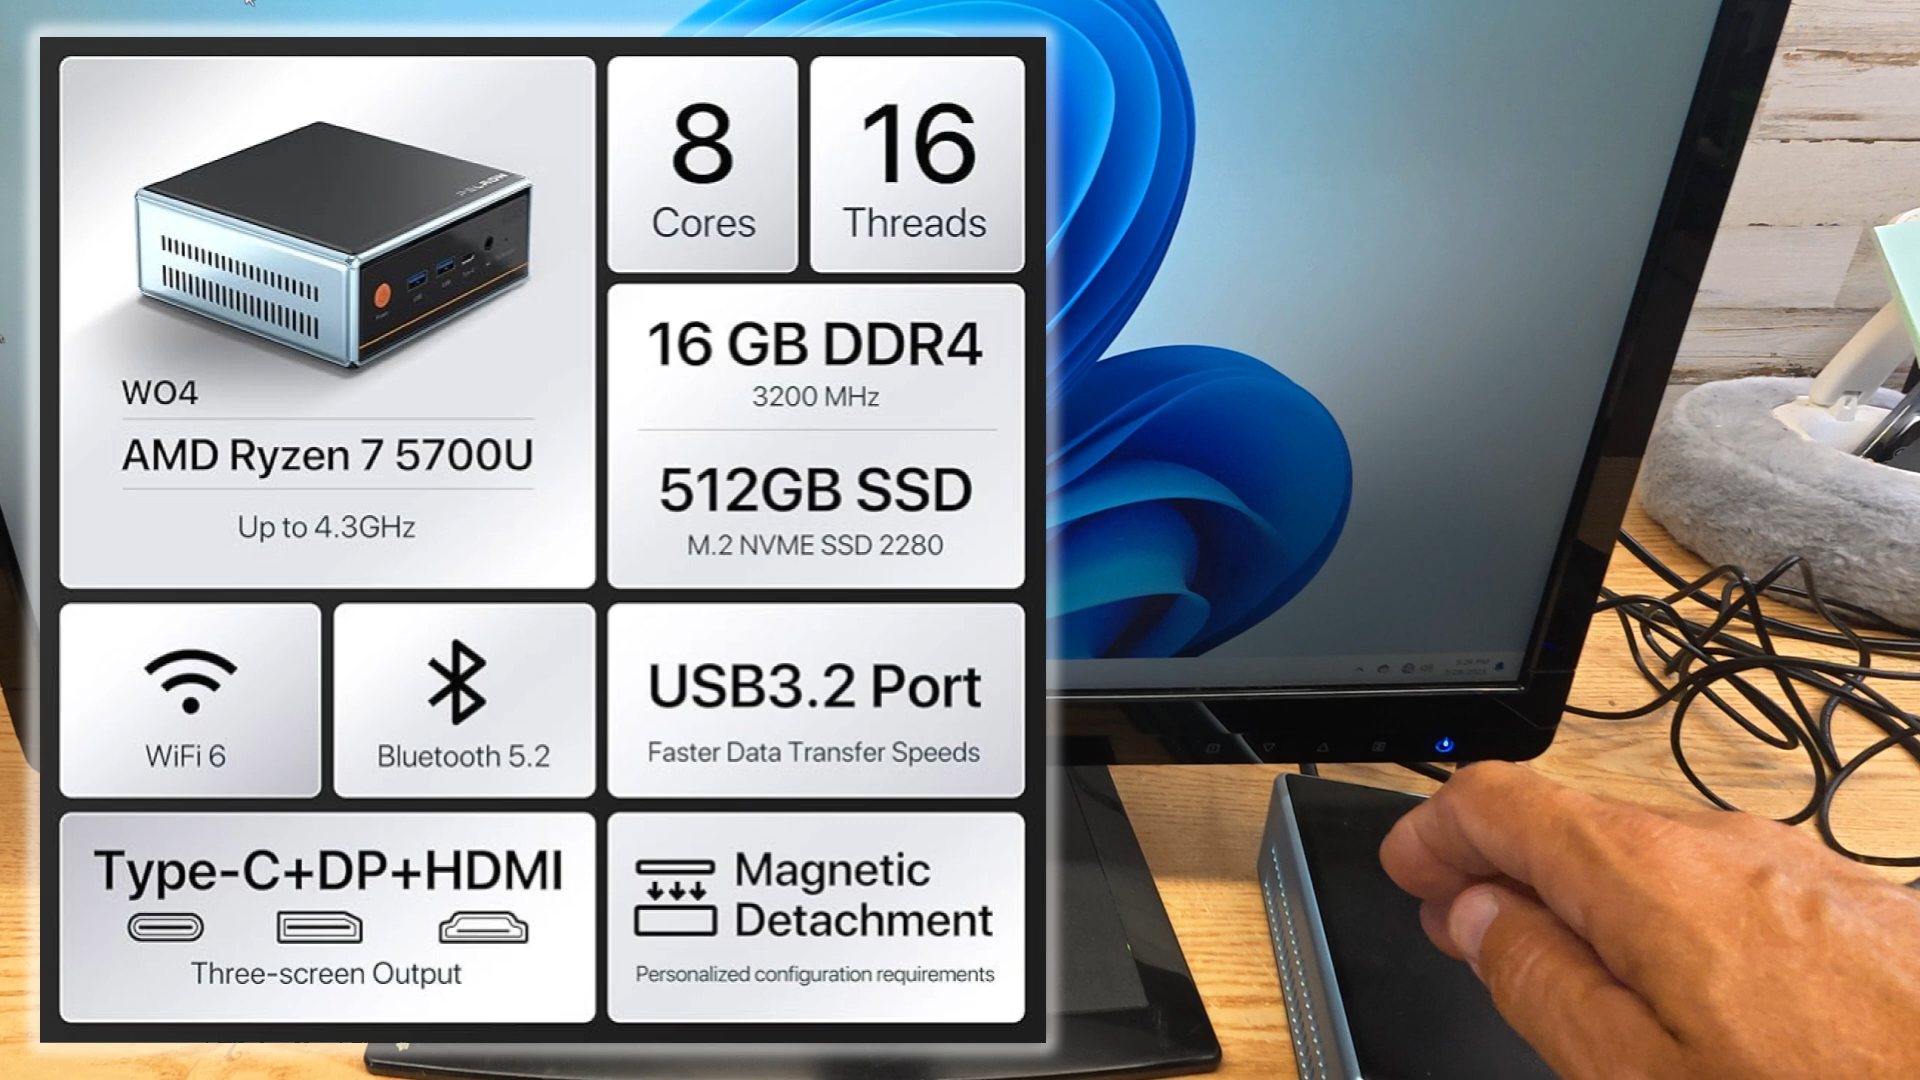 WO4
AMD Ryzen 7 5700U
Up to 4.3GHz
8
Cores
16
Threads
16 GB DDR4
3200 MHz
512GB SSD
M.2 NVME SSD 2280
WiFi 6
Bluetooth 5.2
USB3.2 Port
Faster Data Transfer Speeds
Type-C+DP+HDMI
Three-screen Output
Magnetic
Detachment
Personalized configuration requirements